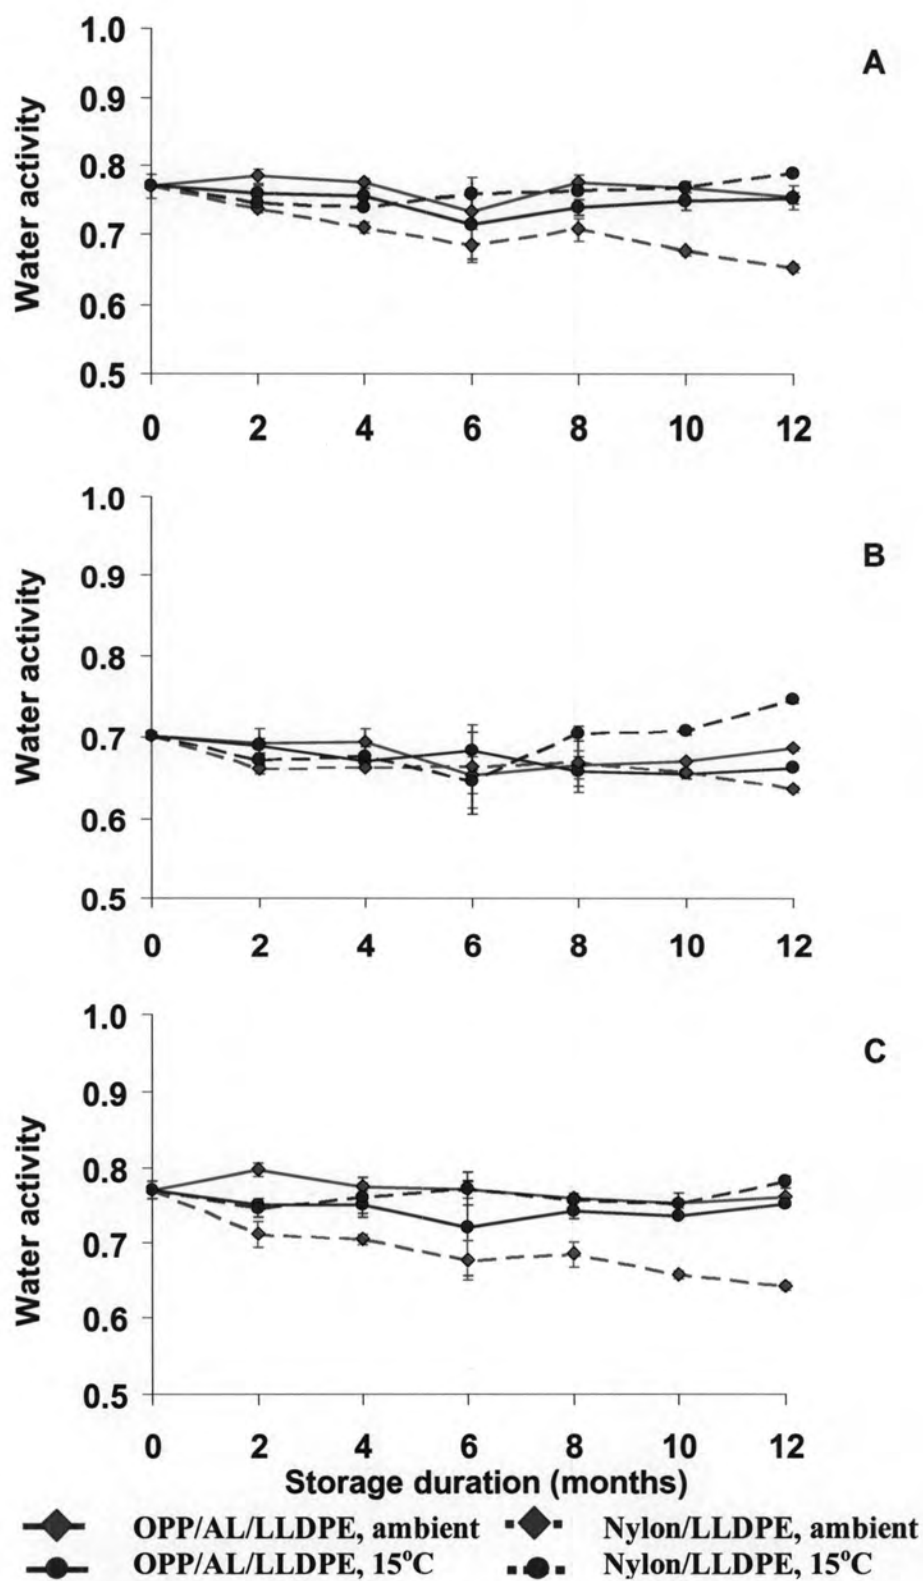 1.0
A
0.9
0.8
0.7
0.6
0.5
Water activity
0 2 4 6 8 10 12
1.0
B
0.9
0.8
0.7
0.6
0.5
Water activity
0 2 4 6 8 10 12
1.0
C
0.9
0.8
0.7
0.6
0.5
Water activity
0 2 4 6 8 10 12
Storage duration (months)
OPP/AL/LLDPE, ambient Nylon/LLDPE, ambient
OPP/AL/LLDPE, 15°C Nylon/LLDPE, 15°C